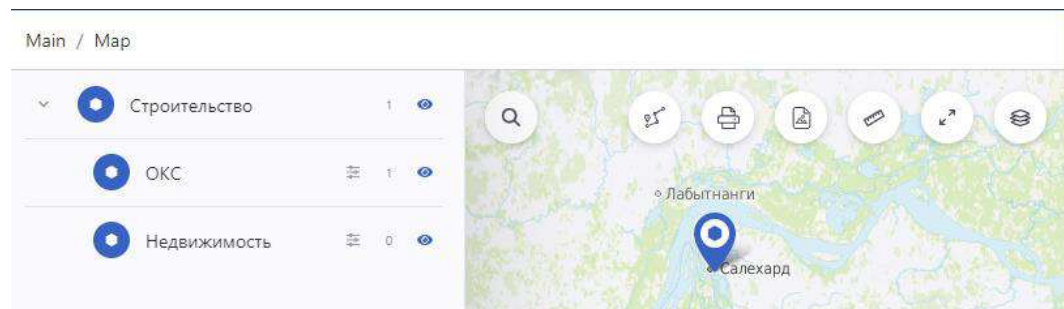 Main / Map
Строительство 1
ОКС 1
Недвижимость 0
Лабытнанги
Салехард